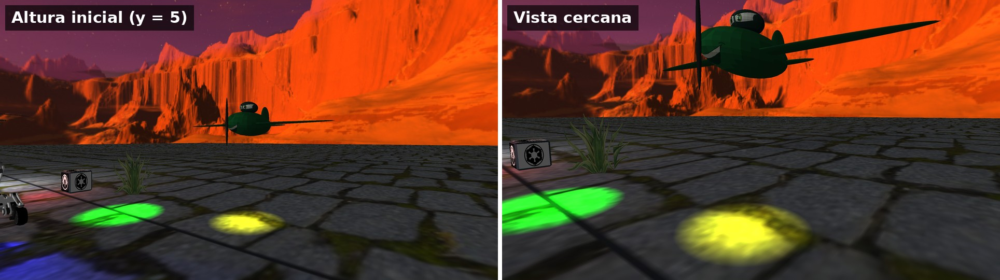 Altura inicial (y = 5)
Vista cercana